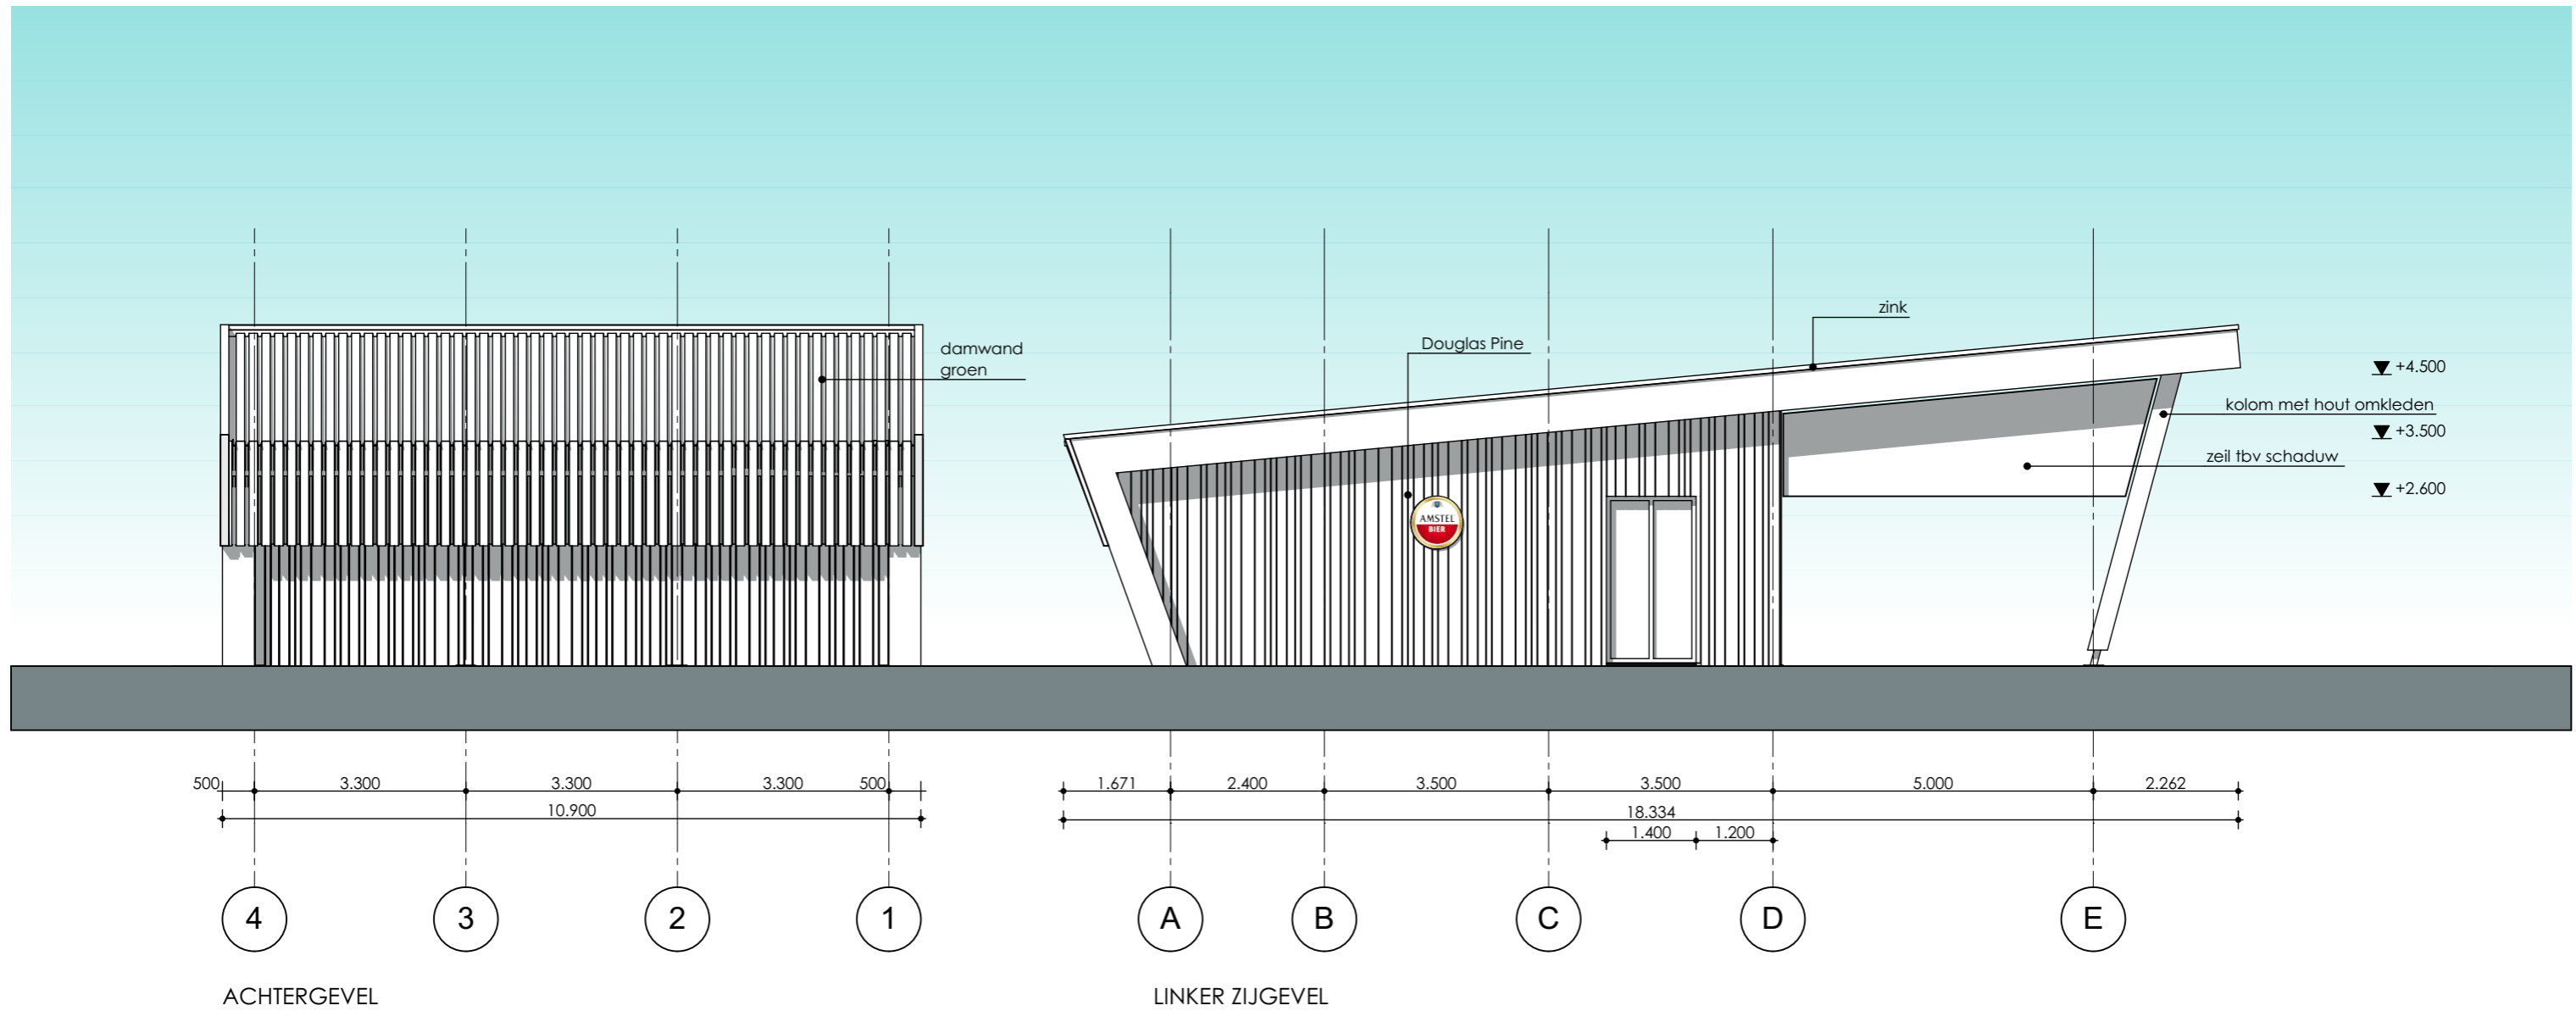 zink
Douglas Pine
damwand
groen
+4.500
kolom met hout omkleden
+3.500
zeil tbv schaduw
+2.600
AMSTEL
BIER
500 3.300 3.300 3.300 500
10.900
1.671 2.400 3.500 3.500 5.000 2.262
18.334
1.400 1.200
4 3 2 1
A B C D E
ACHTERGEVEL
LINKER ZIJGEVEL